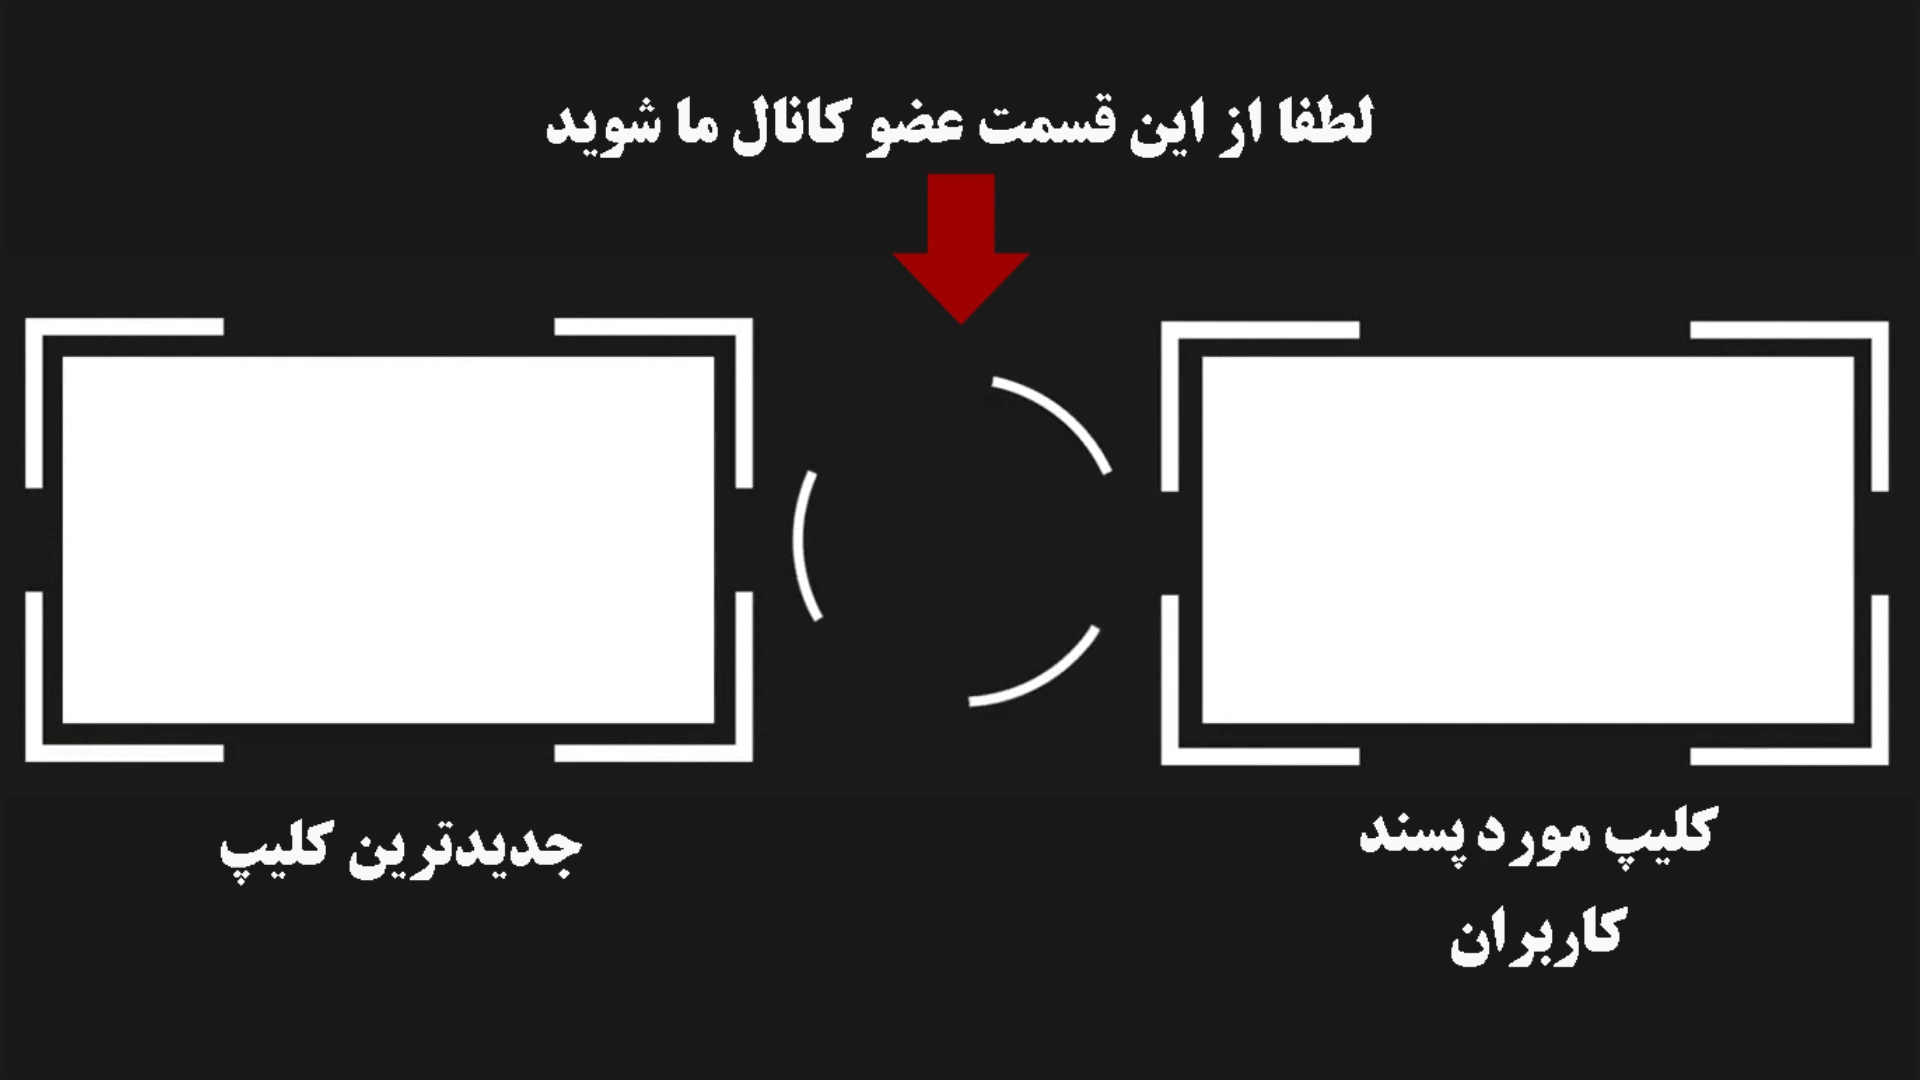 لطفا از این قسمت عضو کانال ما شوید
کلیپ مورد پسند
کاربران
جدیدترین کلیپ